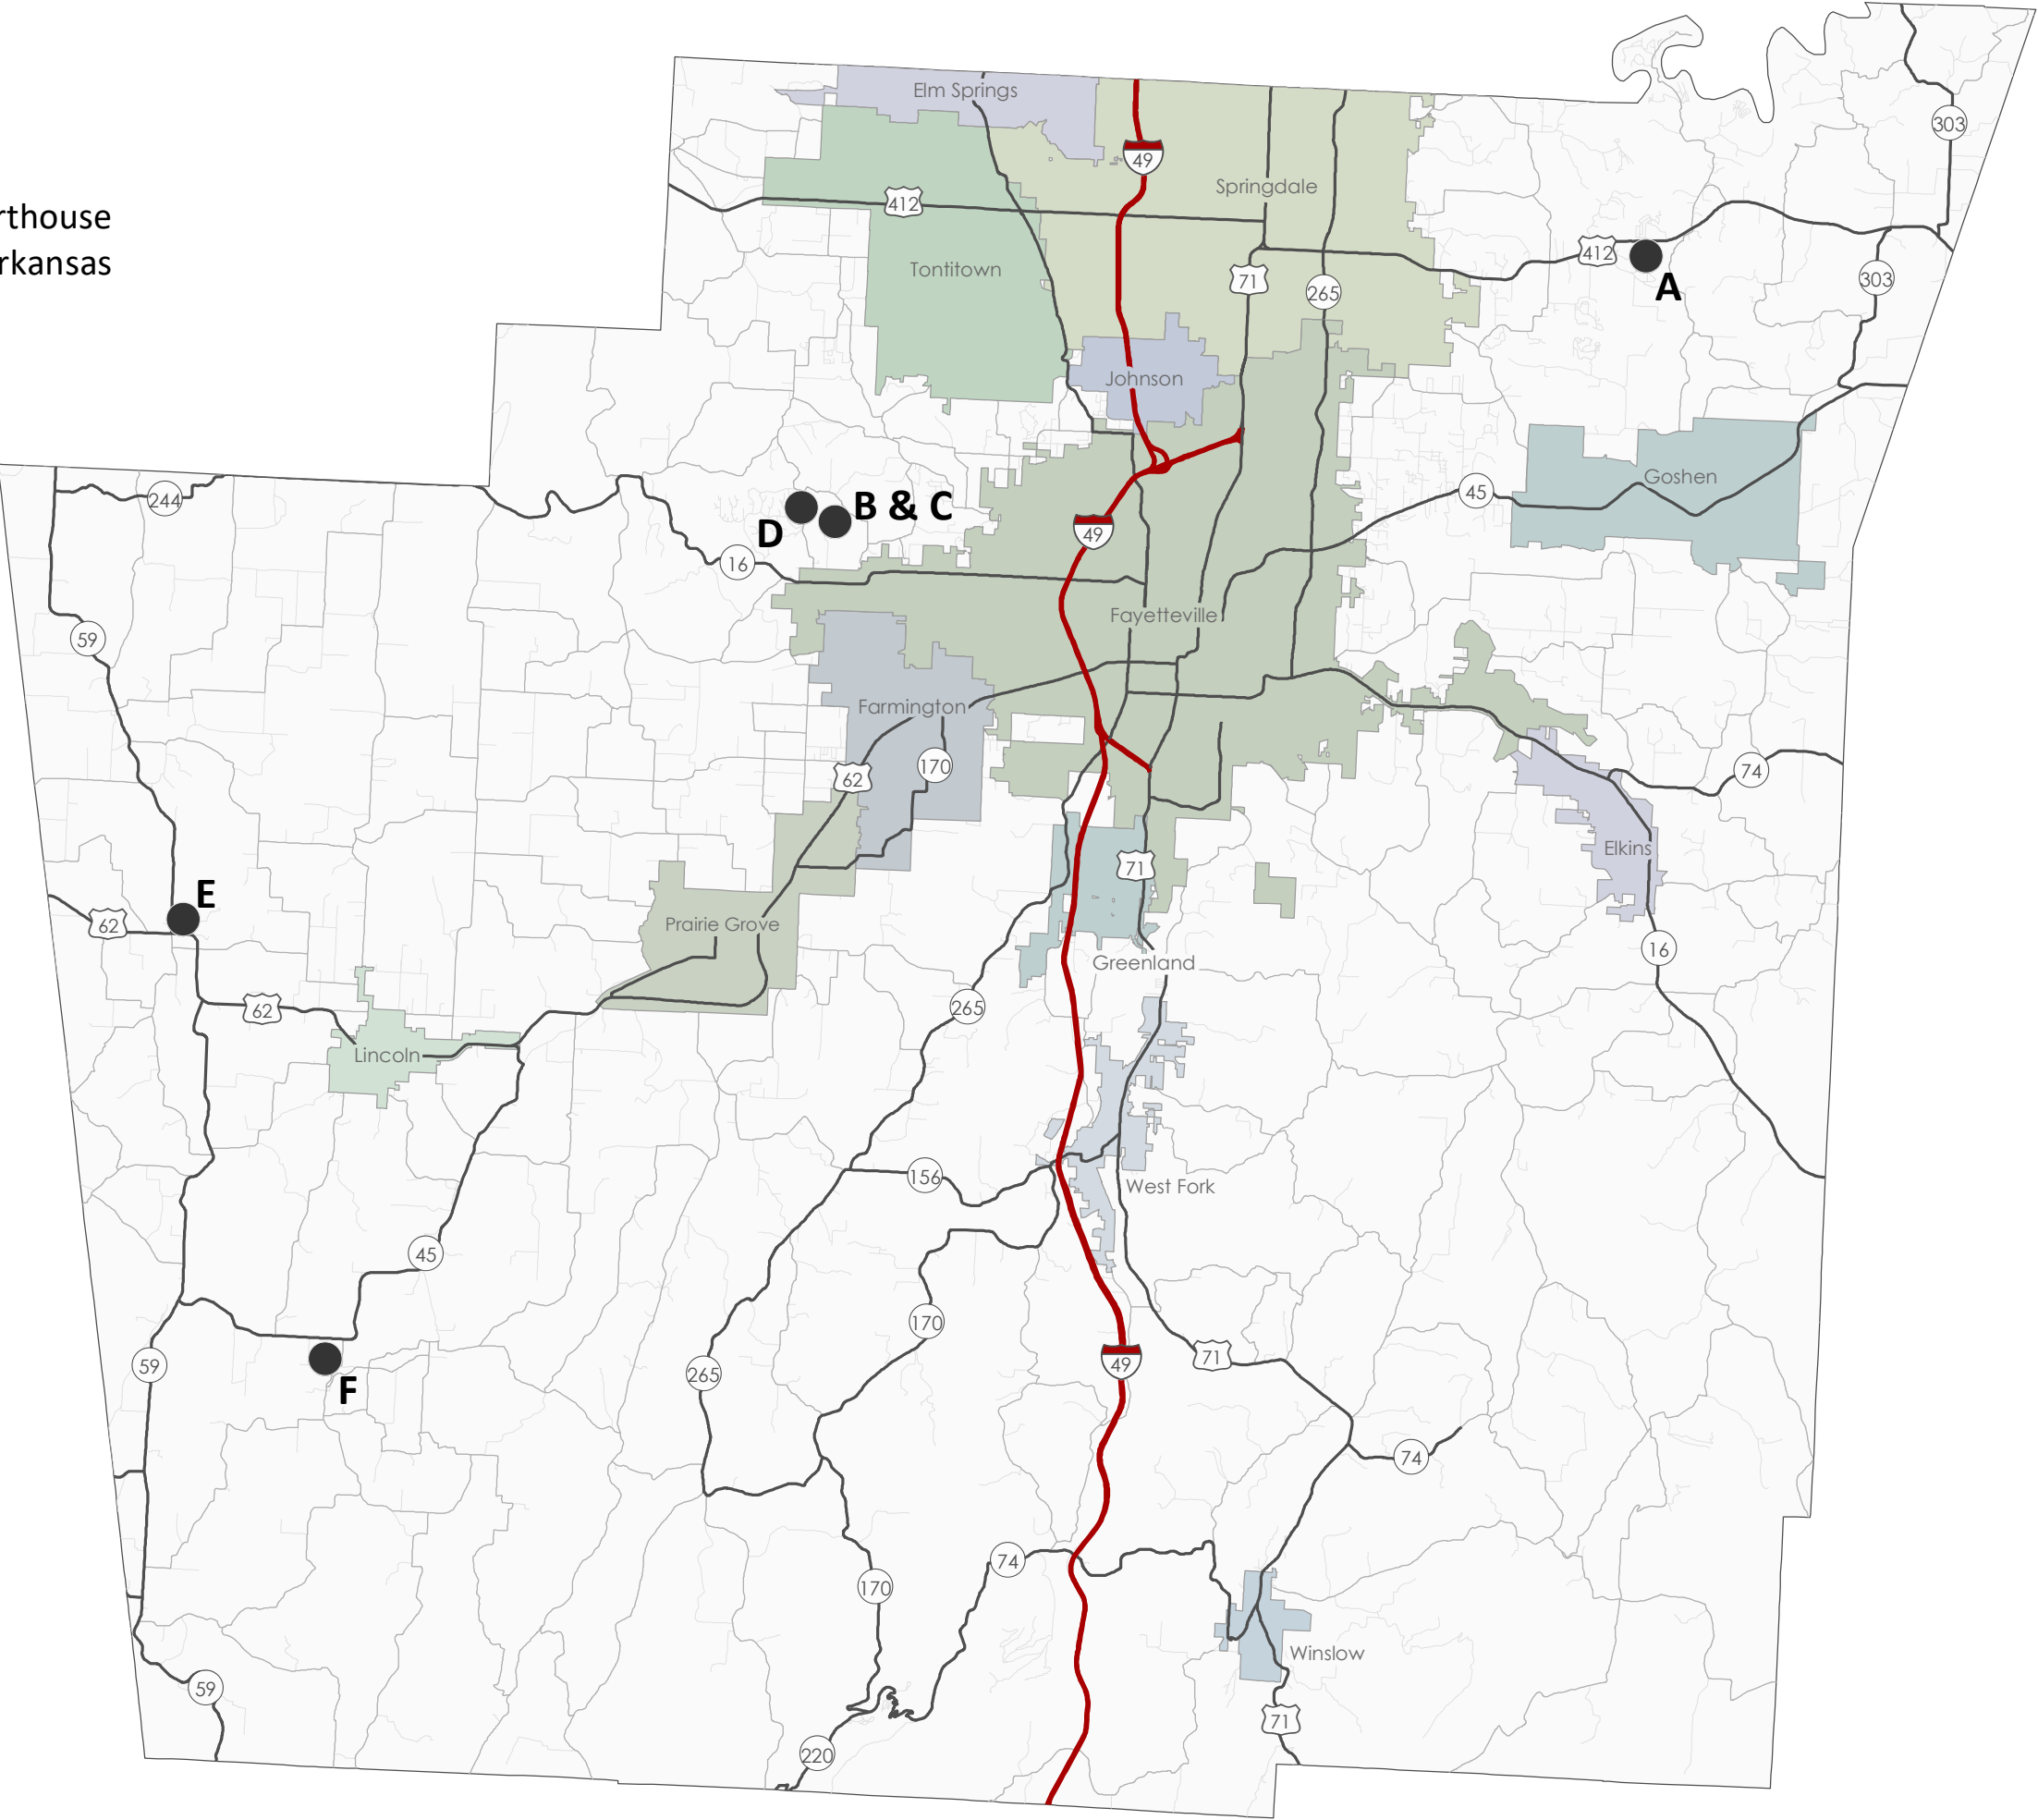 Elm Springs
303
49
Springdale
412
rthouse
412
A
rkansas
Tontitown
71
265
303
Johnson
Goshen
45
244
B & C
D
49
16
Fayetteville
59
Farmington
62
170
74
71
Elkins
E
62
Prairie Grove
16
Greenland
62
265
Lincoln
156
West Fork
45
170
49
71
59
265
F
74
74
170
Winslow
59
71
220